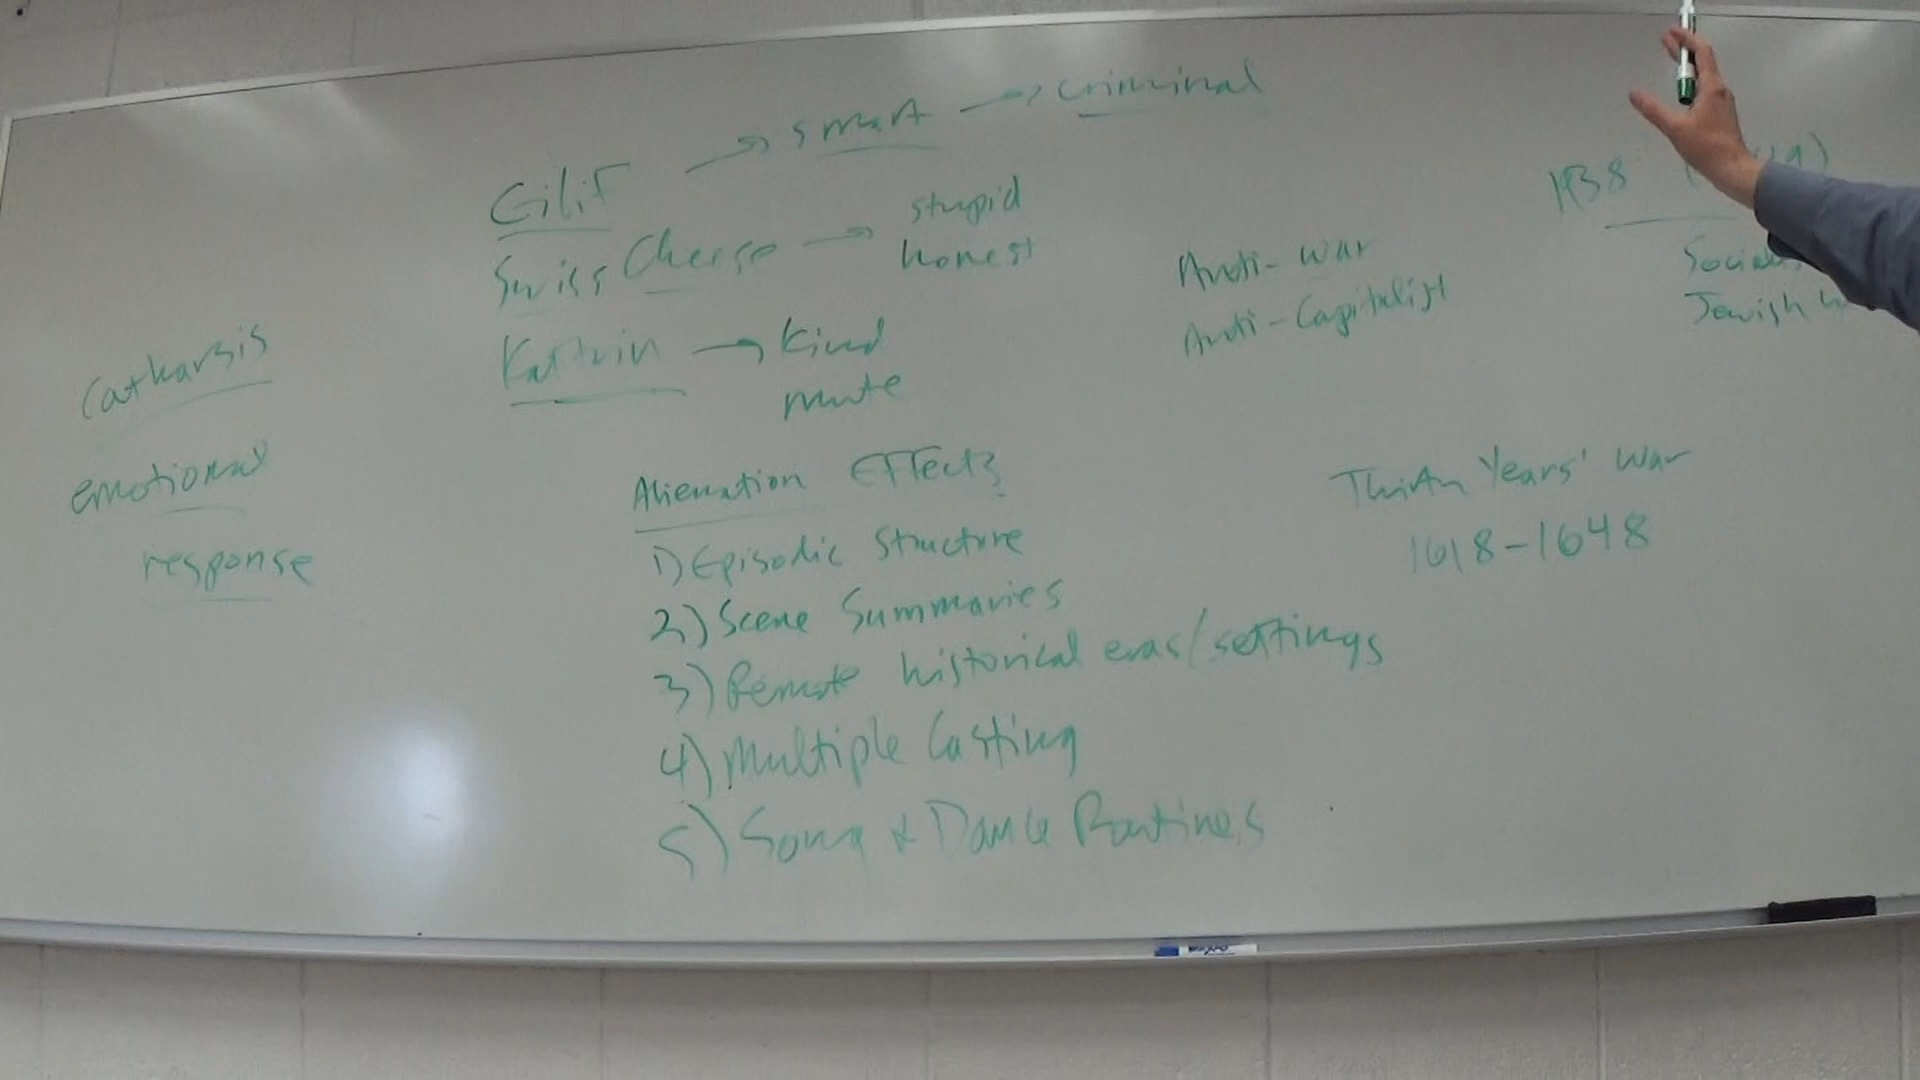 Eilif → smart → criminal
Swiss Cheese → stupid
honest
Kattrin → kind
mute
Catharsis
emotional
response
Anti-war
Anti-Capitalist
1938
Jewish
Alienation Effects
1) Episodic Structure
2) Scene Summaries
3) Remote historical eras/settings
4) Multiple Casting
5) Song & Dance Routines
Thirty Years' War
1618-1648